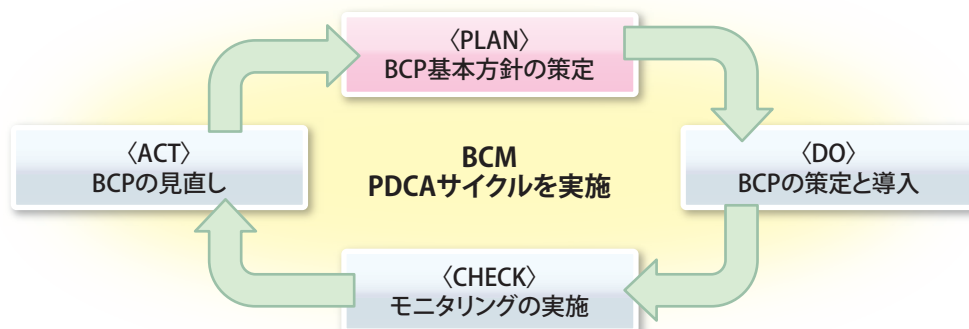 〈PLAN〉
BCP基本方針の策定
〈ACT〉
BCPの見直し
BCM
PDCAサイクルを実施
〈DO〉
BCPの策定と導入
〈CHECK〉
モニタリングの実施